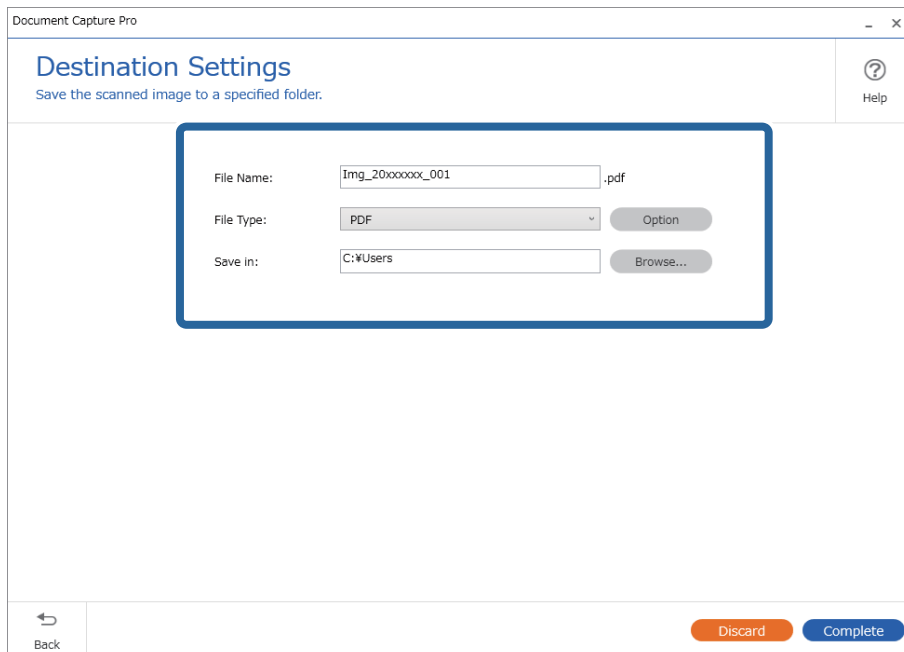 Document Capture Pro
Destination Settings
Save the scanned image to a specified folder.
Help
File Name: Img_20xxxxxx_001 .pdf
File Type: PDF Option
Save in: C:¥Users Browse...
Back
Discard Complete